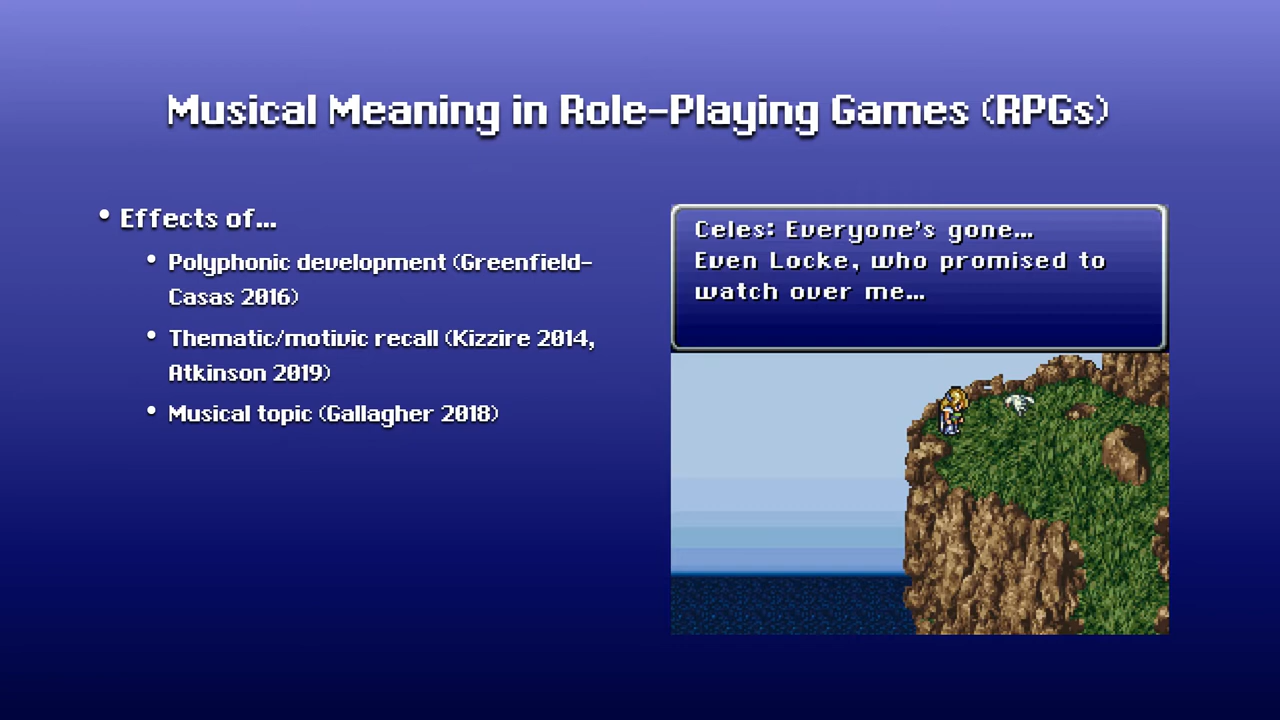 Musical Meaning in Role-Playing Games (RPGs)
• Effects of...
• Polyphonic development (Greenfield-
Casas 2016)
• Thematic/motivic recall (Kizzire 2014,
Atkinson 2019)
• Musical topic (Gallagher 2018)
Celes: Everyone's gone...
Even Locke, who promised to
watch over me...